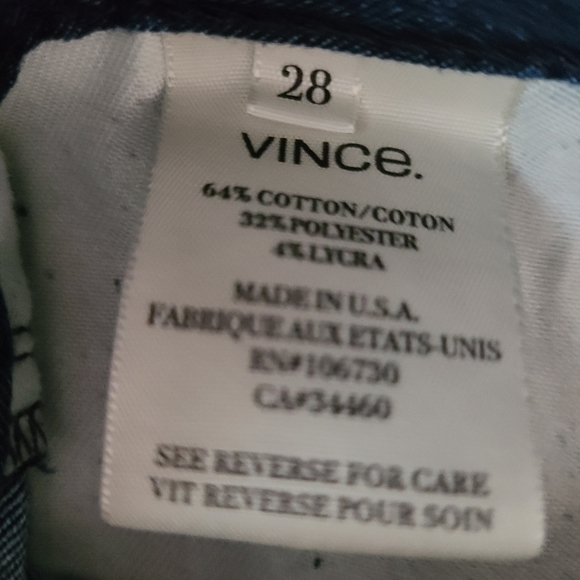 28
VINCe.
64% COTTON/COTON
32% POLYESTER
4% LYCRA
MADE IN U.S.A.
FABRIQUE AUX ETATS-UNIS
RN#106730
CA#34460
SEE REVERSE FOR CARE
VIT REVERSE POUR SOIN